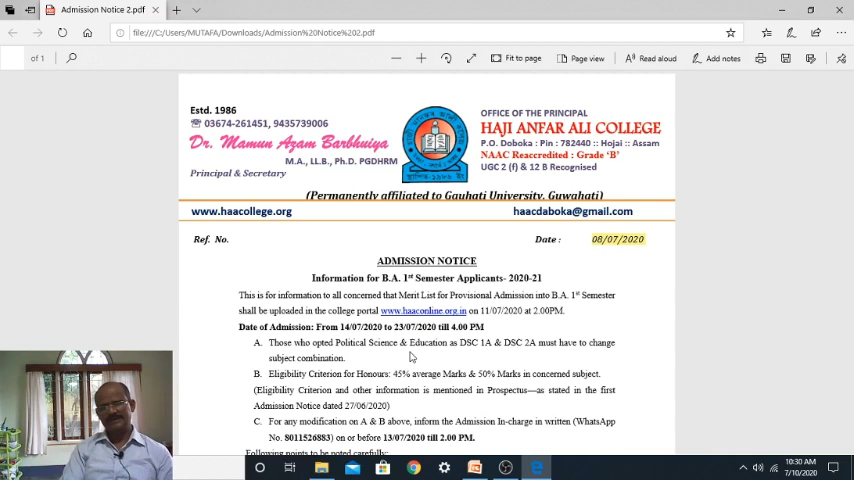 Admission Notice 2.pdf
file:///C:/Users/MUTAFA/Downloads/Admission%20Notice%202.pdf
of 1
Fit to page
Page view
Read aloud
Add notes
Estd. 1986
03674-261451, 9435739006
Dr. Mamun Azam Barbhuiya
M.A., LL.B., Ph.D. PGDHRM
Principal & Secretary
OFFICE OF THE PRINCIPAL
HAJI ANFAR ALI COLLEGE
P.O. Doboka : Pin : 782440 :: Hojai :: Assam
NAAC Reaccredited : Grade 'B'
UGC 2 (f) & 12 B Recognised
(Permanently affiliated to Gauhati University, Guwahati)
www.haacollege.org
haacdaboka@gmail.com
Ref. No.
Date : 08/07/2020
ADMISSION NOTICE
Information for B.A. 1st Semester Applicants- 2020-21
This is for information to all concerned that Merit List for Provisional Admission into B.A. 1st Semester
shall be uploaded in the college portal www.haaconline.org.in on 11/07/2020 at 2.00PM.
Date of Admission: From 14/07/2020 to 23/07/2020 till 4.00 PM
A. Those who opted Political Science & Education as DSC 1A & DSC 2A must have to change
subject combination.
B. Eligibility Criterion for Honours: 45% average Marks & 50% Marks in concerned subject.
(Eligibility Criterion and other information is mentioned in Prospectus—as stated in the first
Admission Notice dated 27/06/2020)
C. For any modification on A & B above, inform the Admission In-charge in written (WhatsApp
No. 8011526883) on or before 13/07/2020 till 2.00 PM.
Following points to be noted carefully:
10:30 AM
7/10/2020